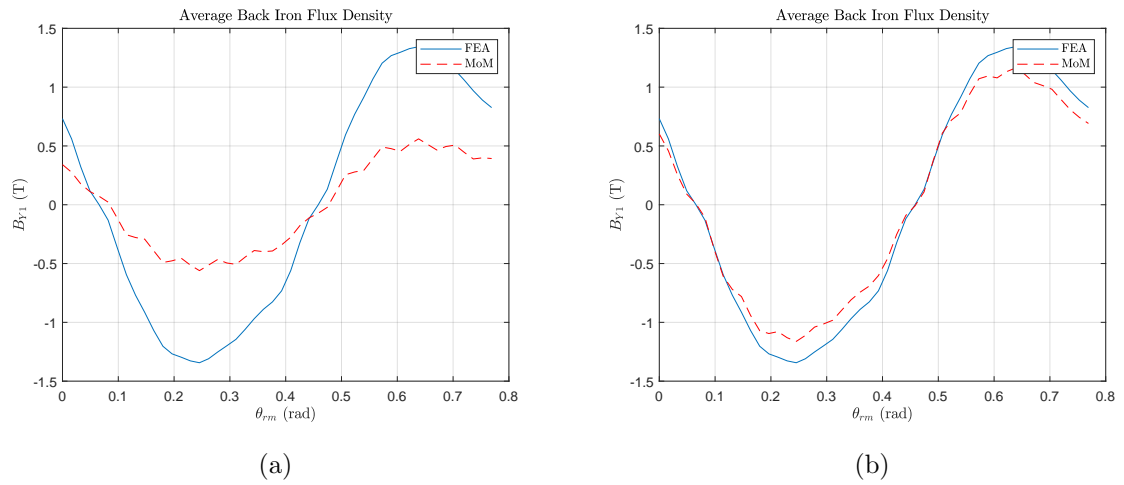 Average Back Iron Flux Density
1.5
1
0.5
0
-0.5
-1
-1.5
B_{Y1} (T)
FEA
MoM
0 0.1 0.2 0.3 0.4 0.5 0.6 0.7 0.8
θ_{rm} (rad)
(a)
Average Back Iron Flux Density
1.5
1
0.5
0
-0.5
-1
-1.5
B_{Y1} (T)
FEA
MoM
0 0.1 0.2 0.3 0.4 0.5 0.6 0.7 0.8
θ_{rm} (rad)
(b)